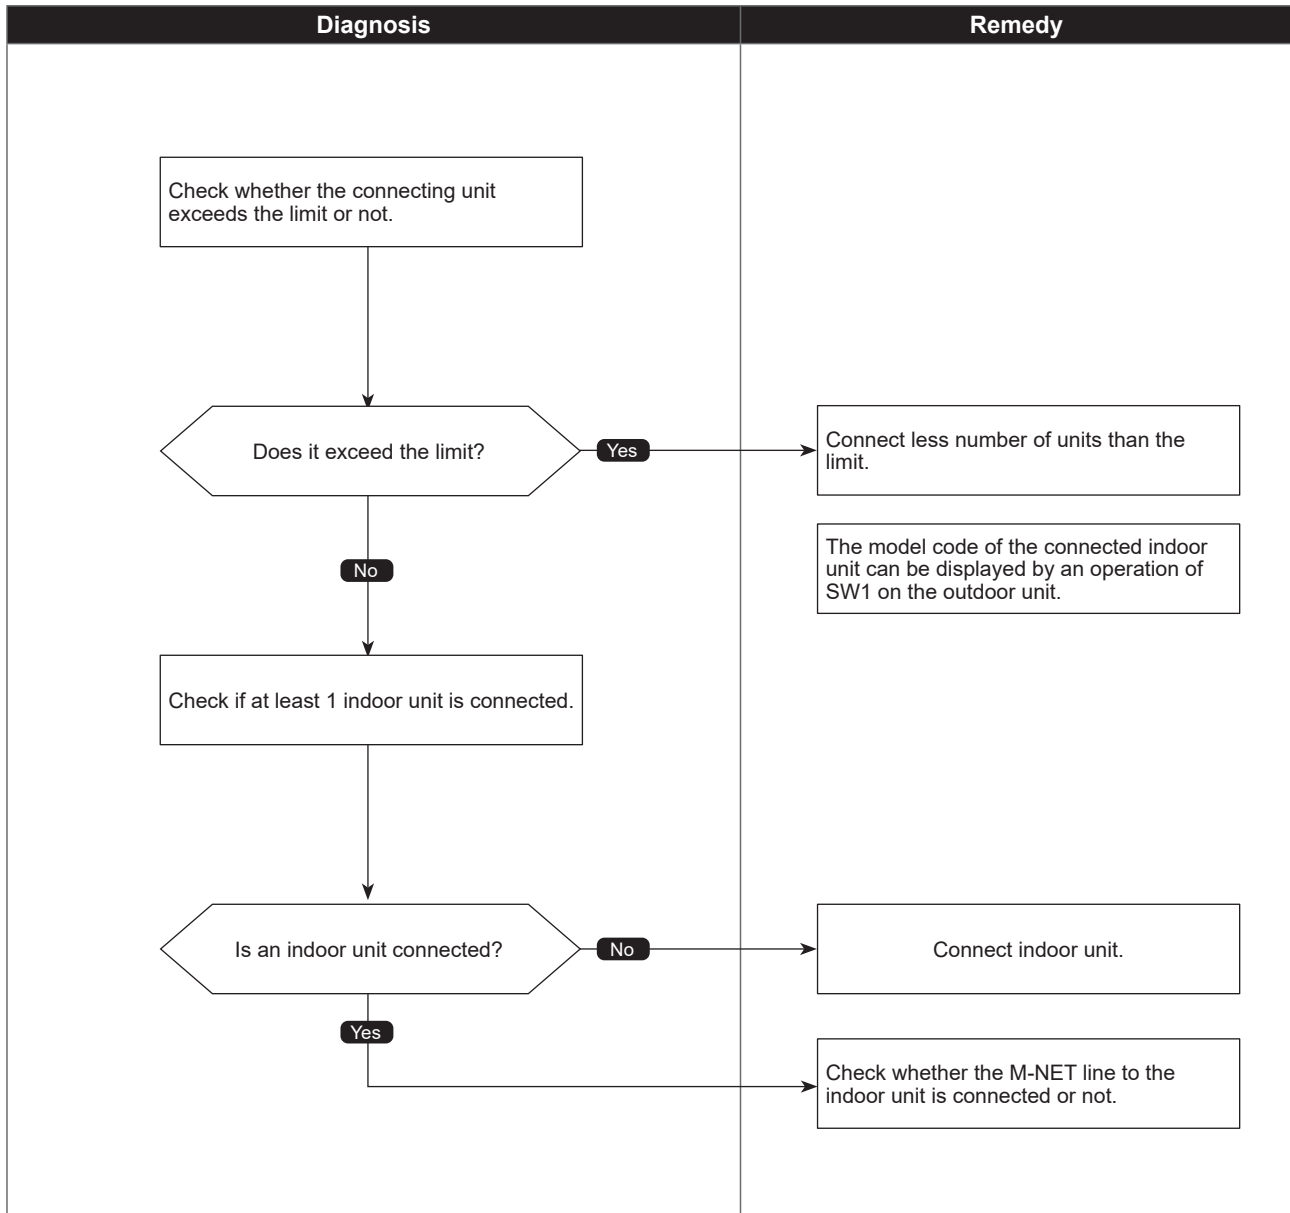 Diagnosis
Remedy
Check whether the connecting unit
exceeds the limit or not.
Does it exceed the limit?
Yes
Connect less number of units than the
limit.
The model code of the connected indoor
unit can be displayed by an operation of
SW1 on the outdoor unit.
No
Check if at least 1 indoor unit is connected.
Is an indoor unit connected?
No
Connect indoor unit.
Yes
Check whether the M-NET line to the
indoor unit is connected or not.